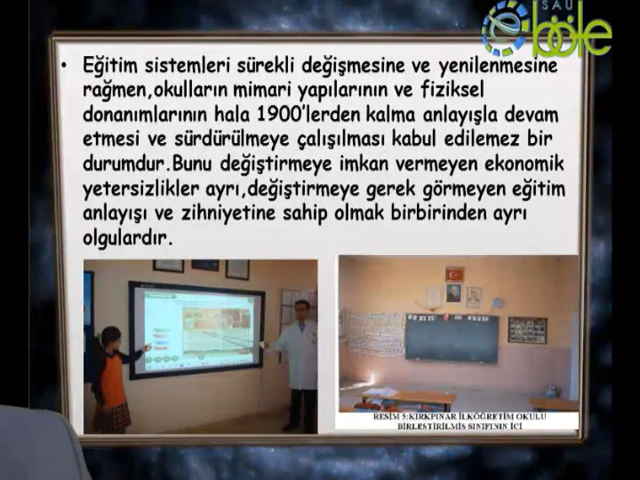 SAU
eböte
• Eğitim sistemleri sürekli değişmesine ve yenilenmesine
rağmen,okulların mimari yapılarının ve fiziksel
donanımlarının hala 1900'lerden kalma anlayışla devam
etmesi ve sürdürülmeye çalışılması kabul edilemez bir
durumdur.Bunu değiştirmeye imkan vermeyen ekonomik
yetersizlikler ayrı,değiştirmeye gerek görmeyen eğitim
anlayışı ve zihniyetine sahip olmak birbirinden ayrı
olgulardır.
RESİM 5:KIRKPINAR İLKÖĞRETİM OKULU
BİRLEŞTİRİLMİŞ SINIFININ İÇİ